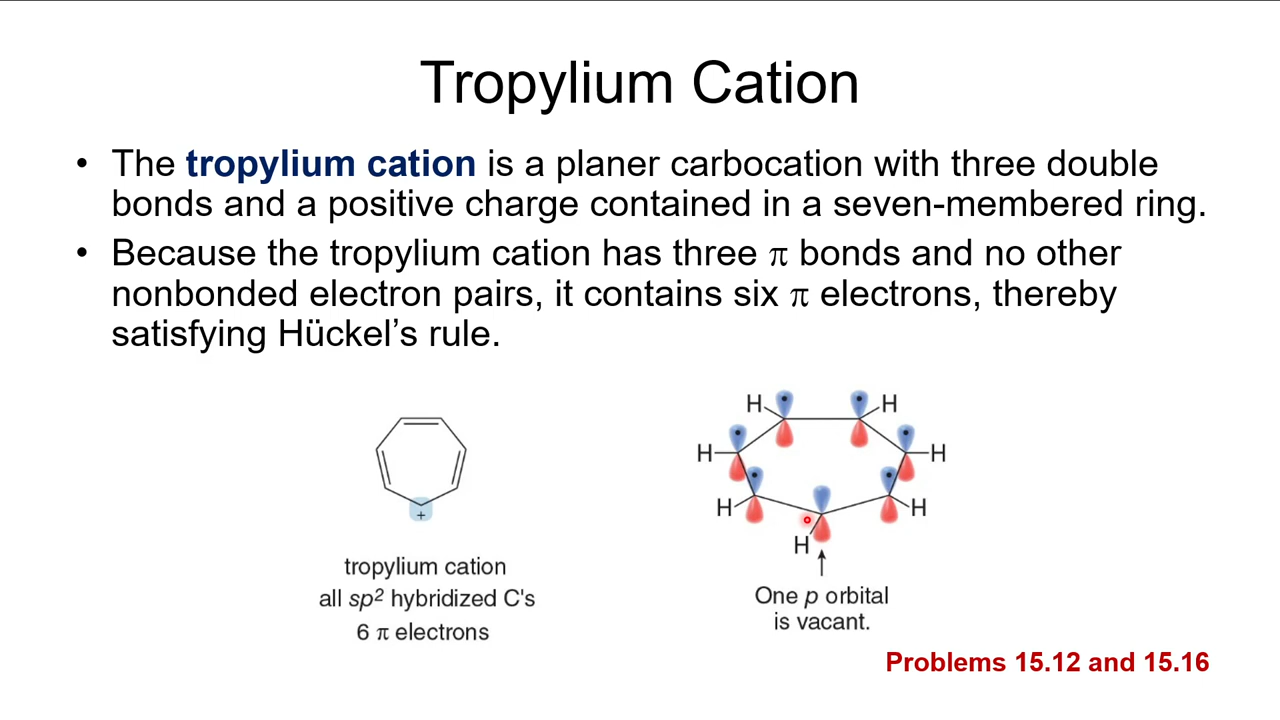 Tropylium Cation
• The tropylium cation is a planer carbocation with three double
bonds and a positive charge contained in a seven-membered ring.
• Because the tropylium cation has three π bonds and no other
nonbonded electron pairs, it contains six π electrons, thereby
satisfying Hückel’s rule.
+
tropylium cation
all sp² hybridized C's
6 π electrons
H H
H H
H H
H
One p orbital
is vacant.
Problems 15.12 and 15.16